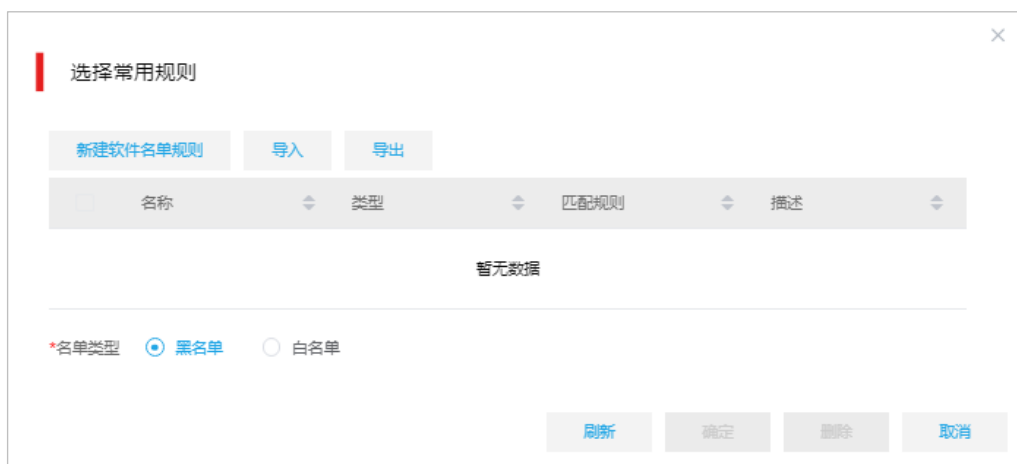 选择常用规则
新建软件名单规则 导入 导出
名称 类型 匹配规则 描述
暂无数据
*名单类型 黑名单 白名单
刷新 确定 删除 取消